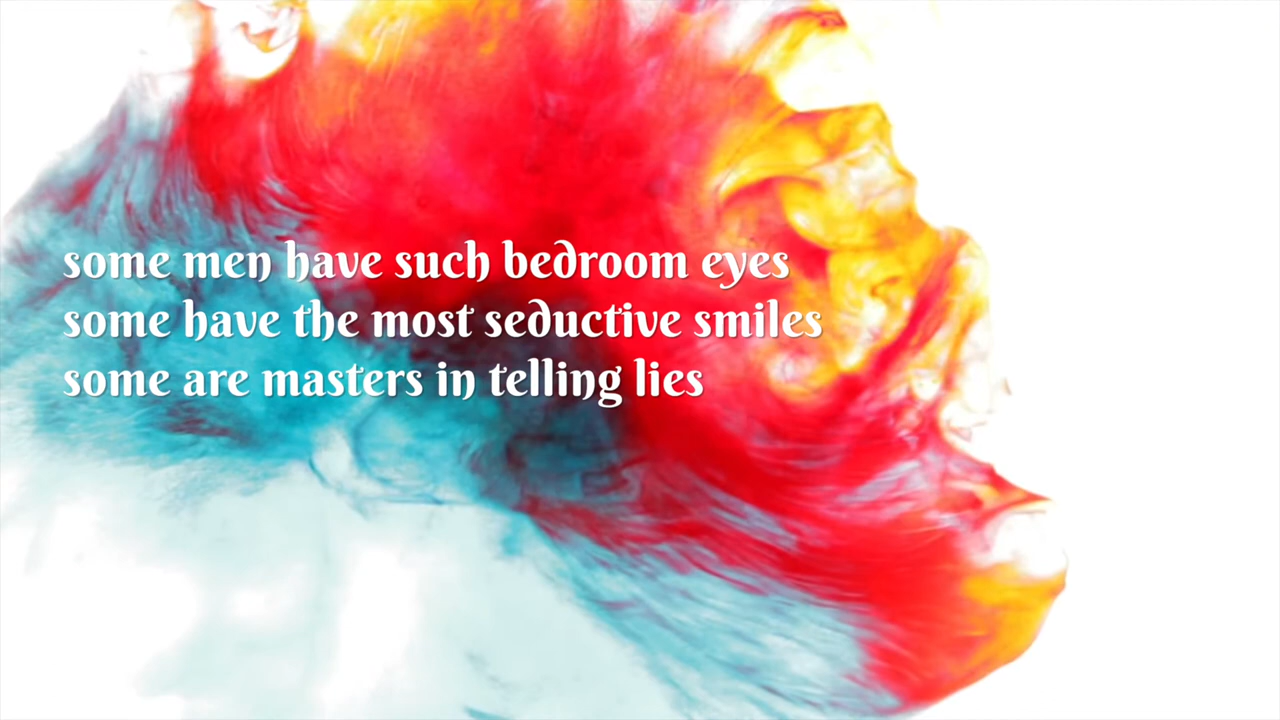 some men have such bedroom eyes
some have the most seductive smiles
some are masters in telling lies